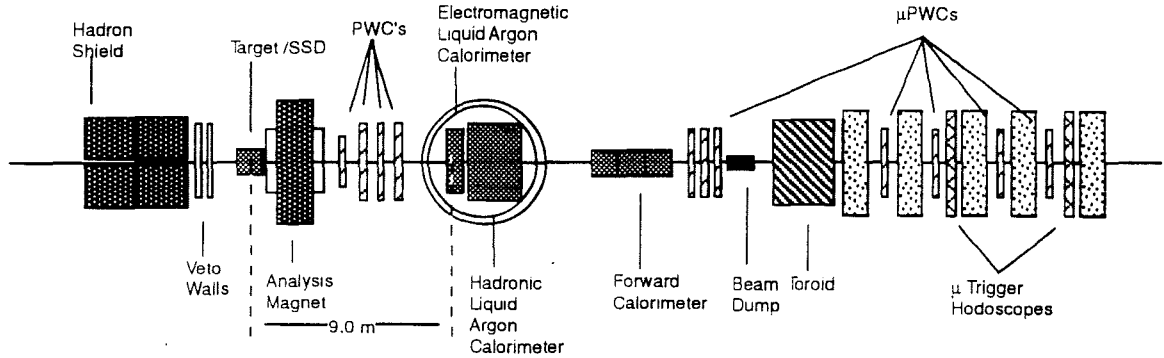 Hadron
Shield
Target /SSD
PWC's
Electromagnetic
Liquid Argon
Calorimeter
μPWCs
Veto
Walls
Analysis
Magnet
9.0 m
Hadronic
Liquid
Argon
Calorimeter
Forward
Calorimeter
Beam
Dump
Toroid
μ Trigger
Hodoscopes